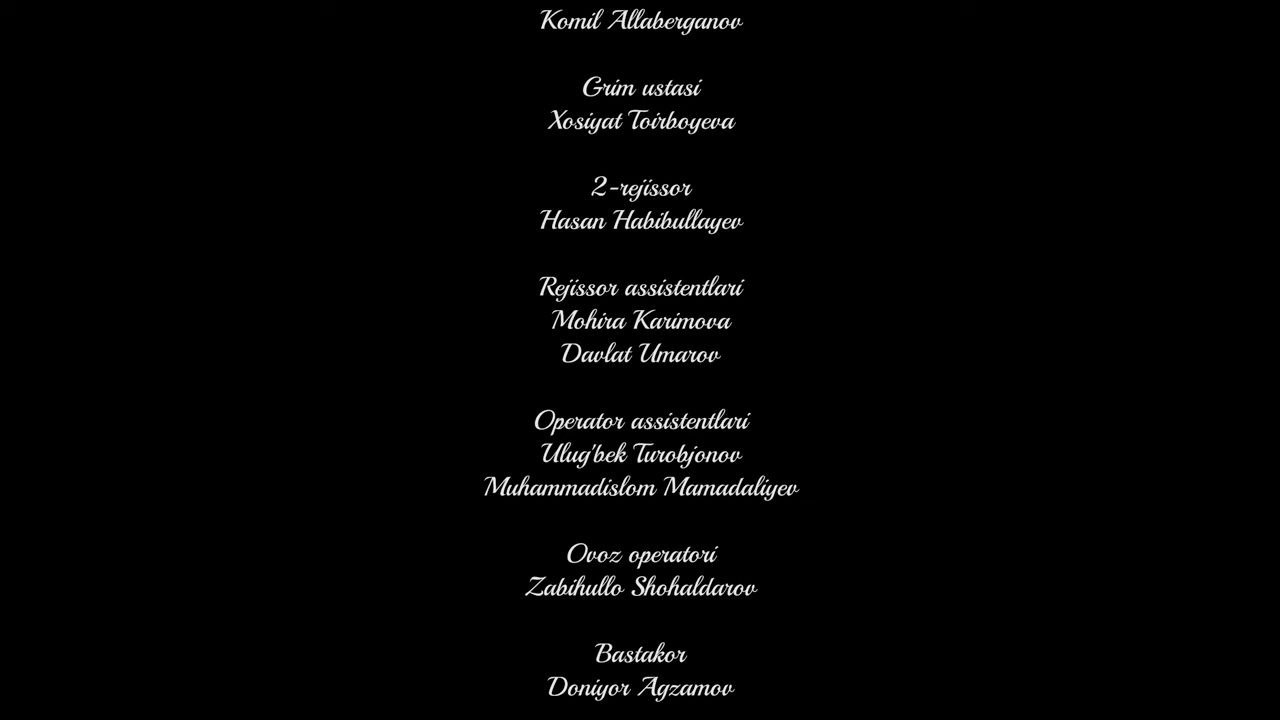 Komil Allaberganov
Grim ustasi
Xosiyat Toirboyeva
2-rejissor
Hasan Habibullayev
Rejissor assistentlari
Mohira Karimova
Davlat Umarov
Operator assistentlari
Ulug'bek Turobjonov
Muhammadislom Mamadaliyev
Ovoz operatori
Zabihullo Shohaldarov
Bastakor
Doniyor Agzamov